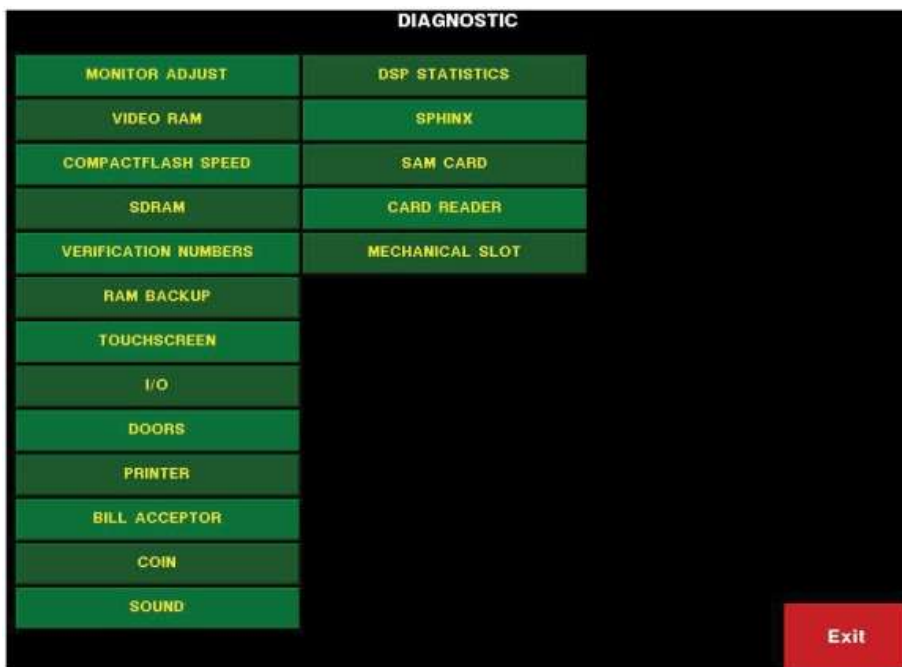 DIAGNOSTIC
MONITOR ADJUST
VIDEO RAM
COMPACTFLASH SPEED
SDRAM
VERIFICATION NUMBERS
RAM BACKUP
TOUCHSCREEN
I/O
DOORS
PRINTER
BILL ACCEPTOR
COIN
SOUND
DSP STATISTICS
SPHINX
SAM CARD
CARD READER
MECHANICAL SLOT
Exit